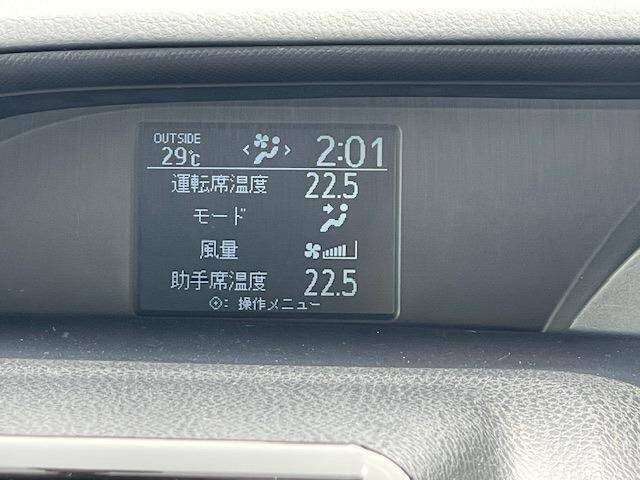 OUTSIDE
29℃ < > 2:01
運転席温度 22.5
モード
風量
助手席温度 22.5
: 操作メニュー